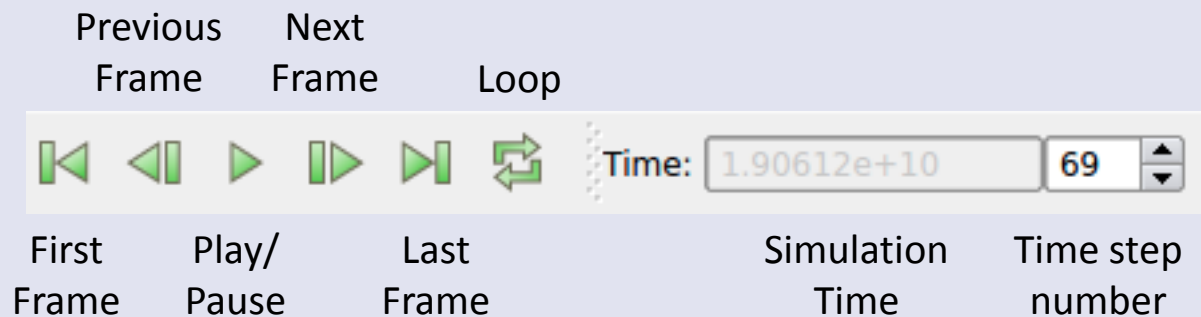 Previous Frame
Next Frame
Loop
Time: 1.90612e+10 69
First Frame
Play/ Pause
Last Frame
Simulation Time
Time step number